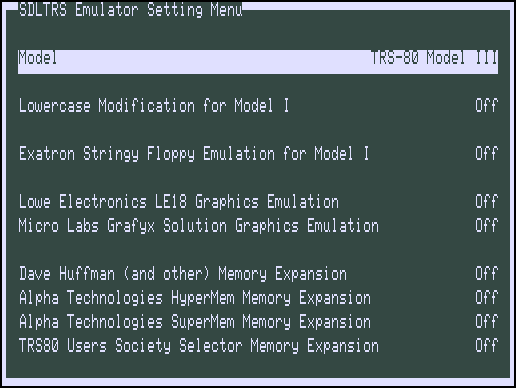 SDLTRS Emulator Setting Menu
Model TRS-80 Model III
Lowercase Modification for Model I Off
Exatron Stringy Floppy Emulation for Model I Off
Lowe Electronics LE18 Graphics Emulation Off
Micro Labs Grafyx Solution Graphics Emulation Off
Dave Huffman (and other) Memory Expansion Off
Alpha Technologies HyperMem Memory Expansion Off
Alpha Technologies SuperMem Memory Expansion Off
TRS80 Users Society Selector Memory Expansion Off